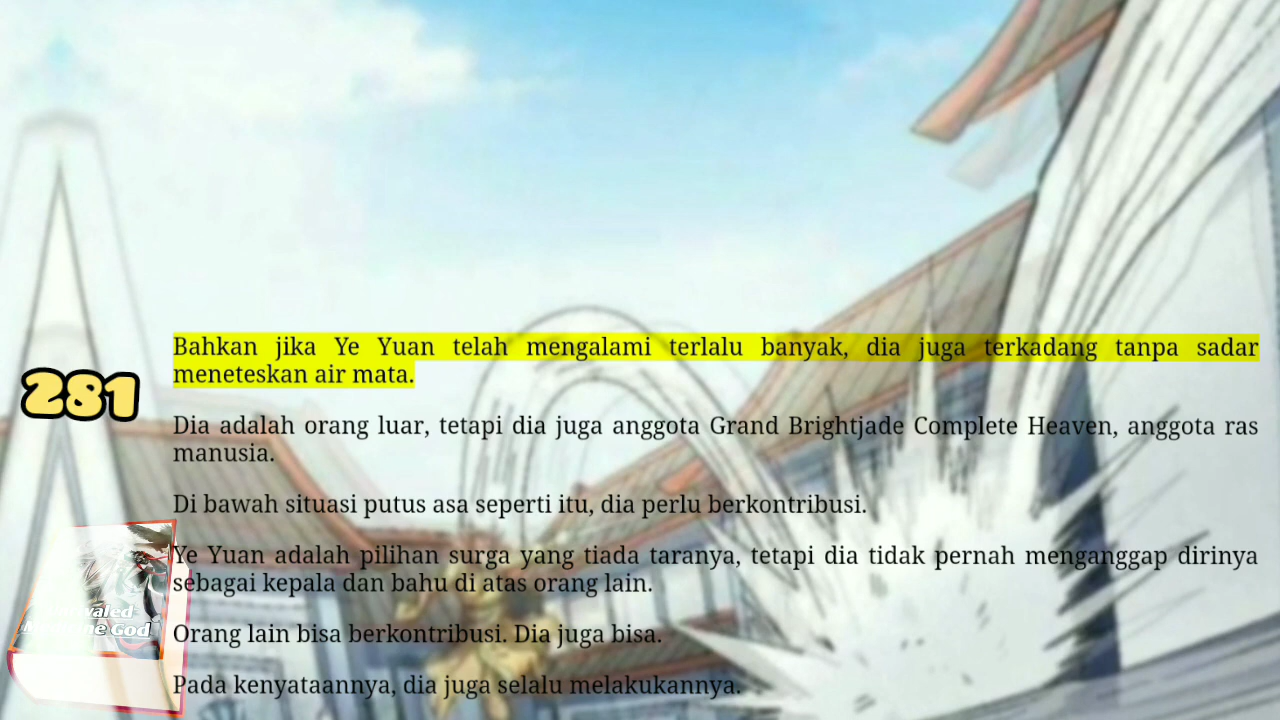 Bahkan jika Ye Yuan telah mengalami terlalu banyak, dia juga terkadang tanpa sadar
meneteskan air mata.
281
Dia adalah orang luar, tetapi dia juga anggota Grand Brightjade Complete Heaven, anggota ras
manusia.
Di bawah situasi putus asa seperti itu, dia perlu berkontribusi.
Ye Yuan adalah pilihan surga yang tiada taranya, tetapi dia tidak pernah menganggap dirinya
sebagai kepala dan bahu di atas orang lain.
Orang lain bisa berkontribusi. Dia juga bisa.
God
Pada kenyataannya, dia juga selalu melakukannya.